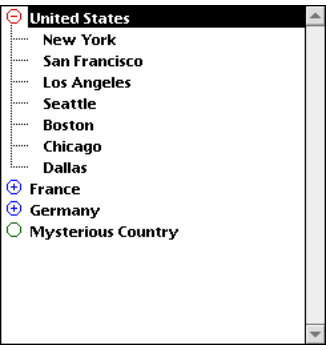 United States
New York
San Francisco
Los Angeles
Seattle
Boston
Chicago
Dallas
France
Germany
Mysterious Country